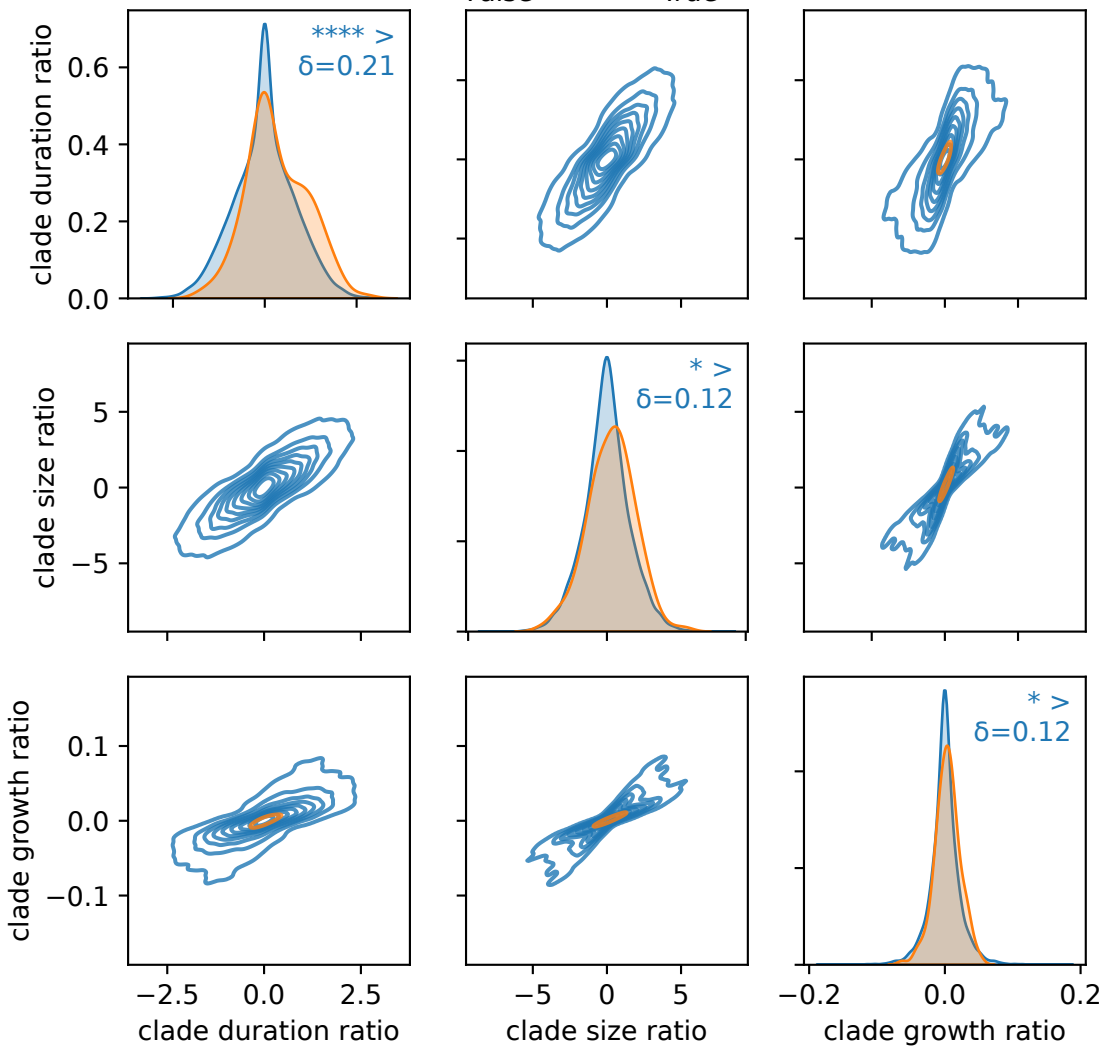 clade duration ratio
0.6
0.4
0.2
0.0
**** >
δ=0.21
clade size ratio
5
0
−5
* >
δ=0.12
clade growth ratio
0.1
0.0
−0.1
* >
δ=0.12
−2.5 0.0 2.5
clade duration ratio
−5 0 5
clade size ratio
−0.2 0.0 0.2
clade growth ratio